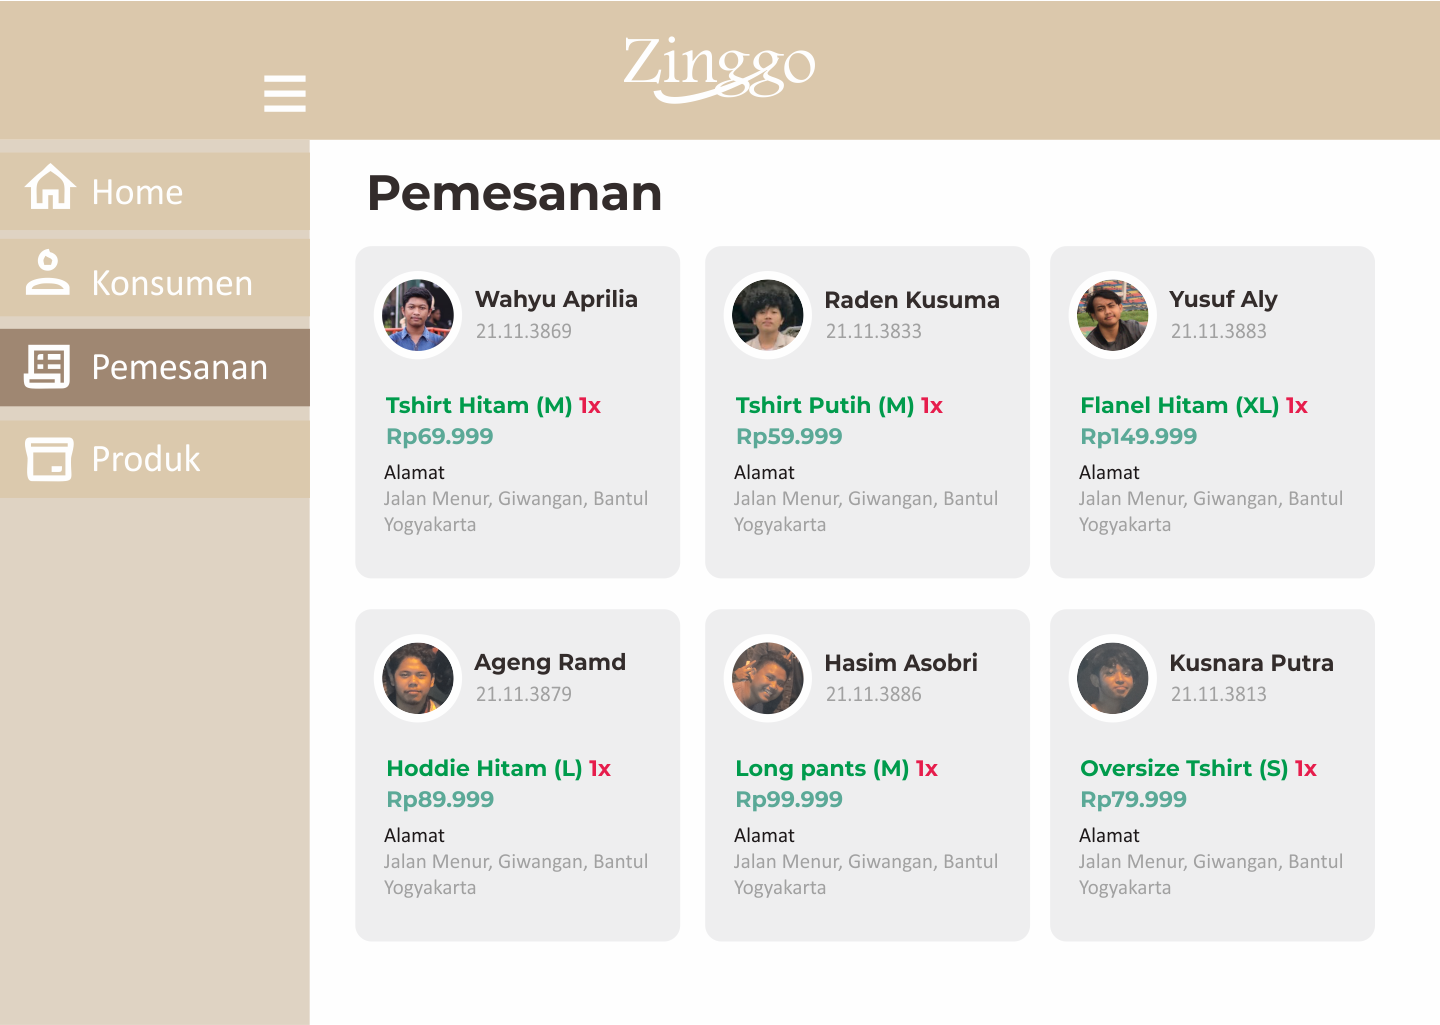 Zinggo
Home
Konsumen
Pemesanan
Produk
Pemesanan
Wahyu Aprilia
21.11.3869
Tshirt Hitam (M) 1x
Rp69.999
Alamat
Jalan Menur, Giwangan, Bantul
Yogyakarta
Raden Kusuma
21.11.3833
Tshirt Putih (M) 1x
Rp59.999
Alamat
Jalan Menur, Giwangan, Bantul
Yogyakarta
Yusuf Aly
21.11.3883
Flanel Hitam (XL) 1x
Rp149.999
Alamat
Jalan Menur, Giwangan, Bantul
Yogyakarta
Ageng Ramd
21.11.3879
Hoddie Hitam (L) 1x
Rp89.999
Alamat
Jalan Menur, Giwangan, Bantul
Yogyakarta
Hasim Asobri
21.11.3886
Long pants (M) 1x
Rp99.999
Alamat
Jalan Menur, Giwangan, Bantul
Yogyakarta
Kusnara Putra
21.11.3813
Oversize Tshirt (S) 1x
Rp79.999
Alamat
Jalan Menur, Giwangan, Bantul
Yogyakarta